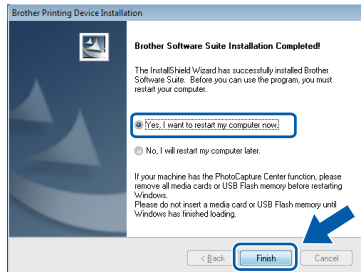 Brother Printing Device Installation
Brother Software Suite Installation Completed!
The InstallShield Wizard has successfully installed Brother
Software Suite. Before you can use the program, you must
restart your computer.
Yes, I want to restart my computer now.
No, I will restart my computer later.
If your machine has the PhotoCapture Center function, please
remove all media cards or USB Flash memory before restarting
Windows.
Please do not insert a media card or USB Flash memory until
Windows has finished loading.
< Back
Finish
Cancel